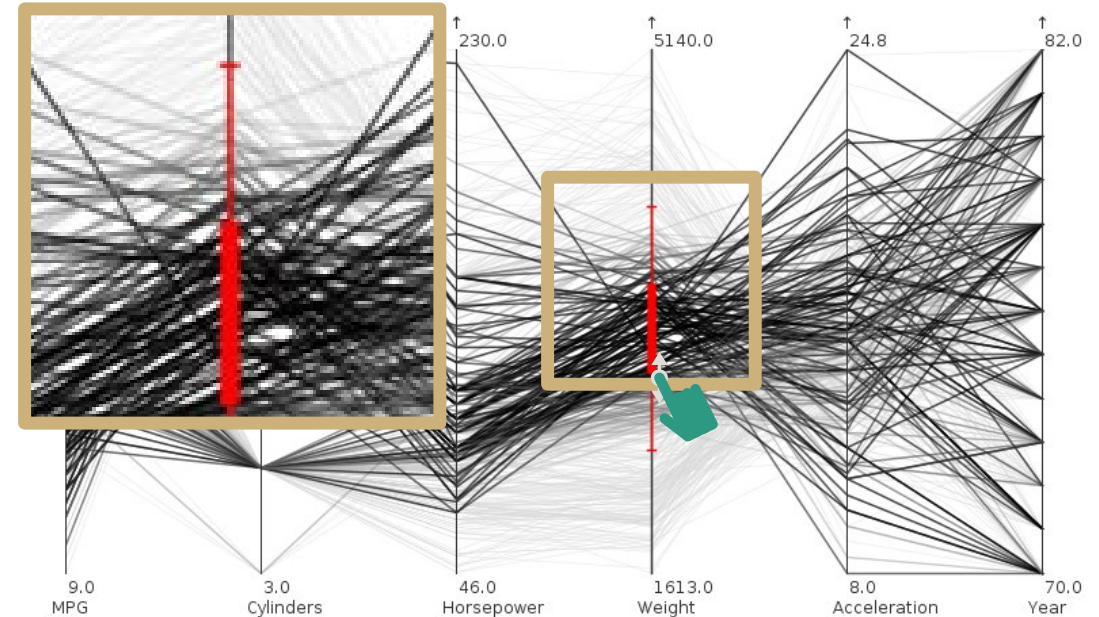 ↑ ↑ ↑ ↑
230.0 5140.0 24.8 82.0
9.0 3.0 46.0 1613.0 8.0 70.0
MPG Cylinders Horsepower Weight Acceleration Year